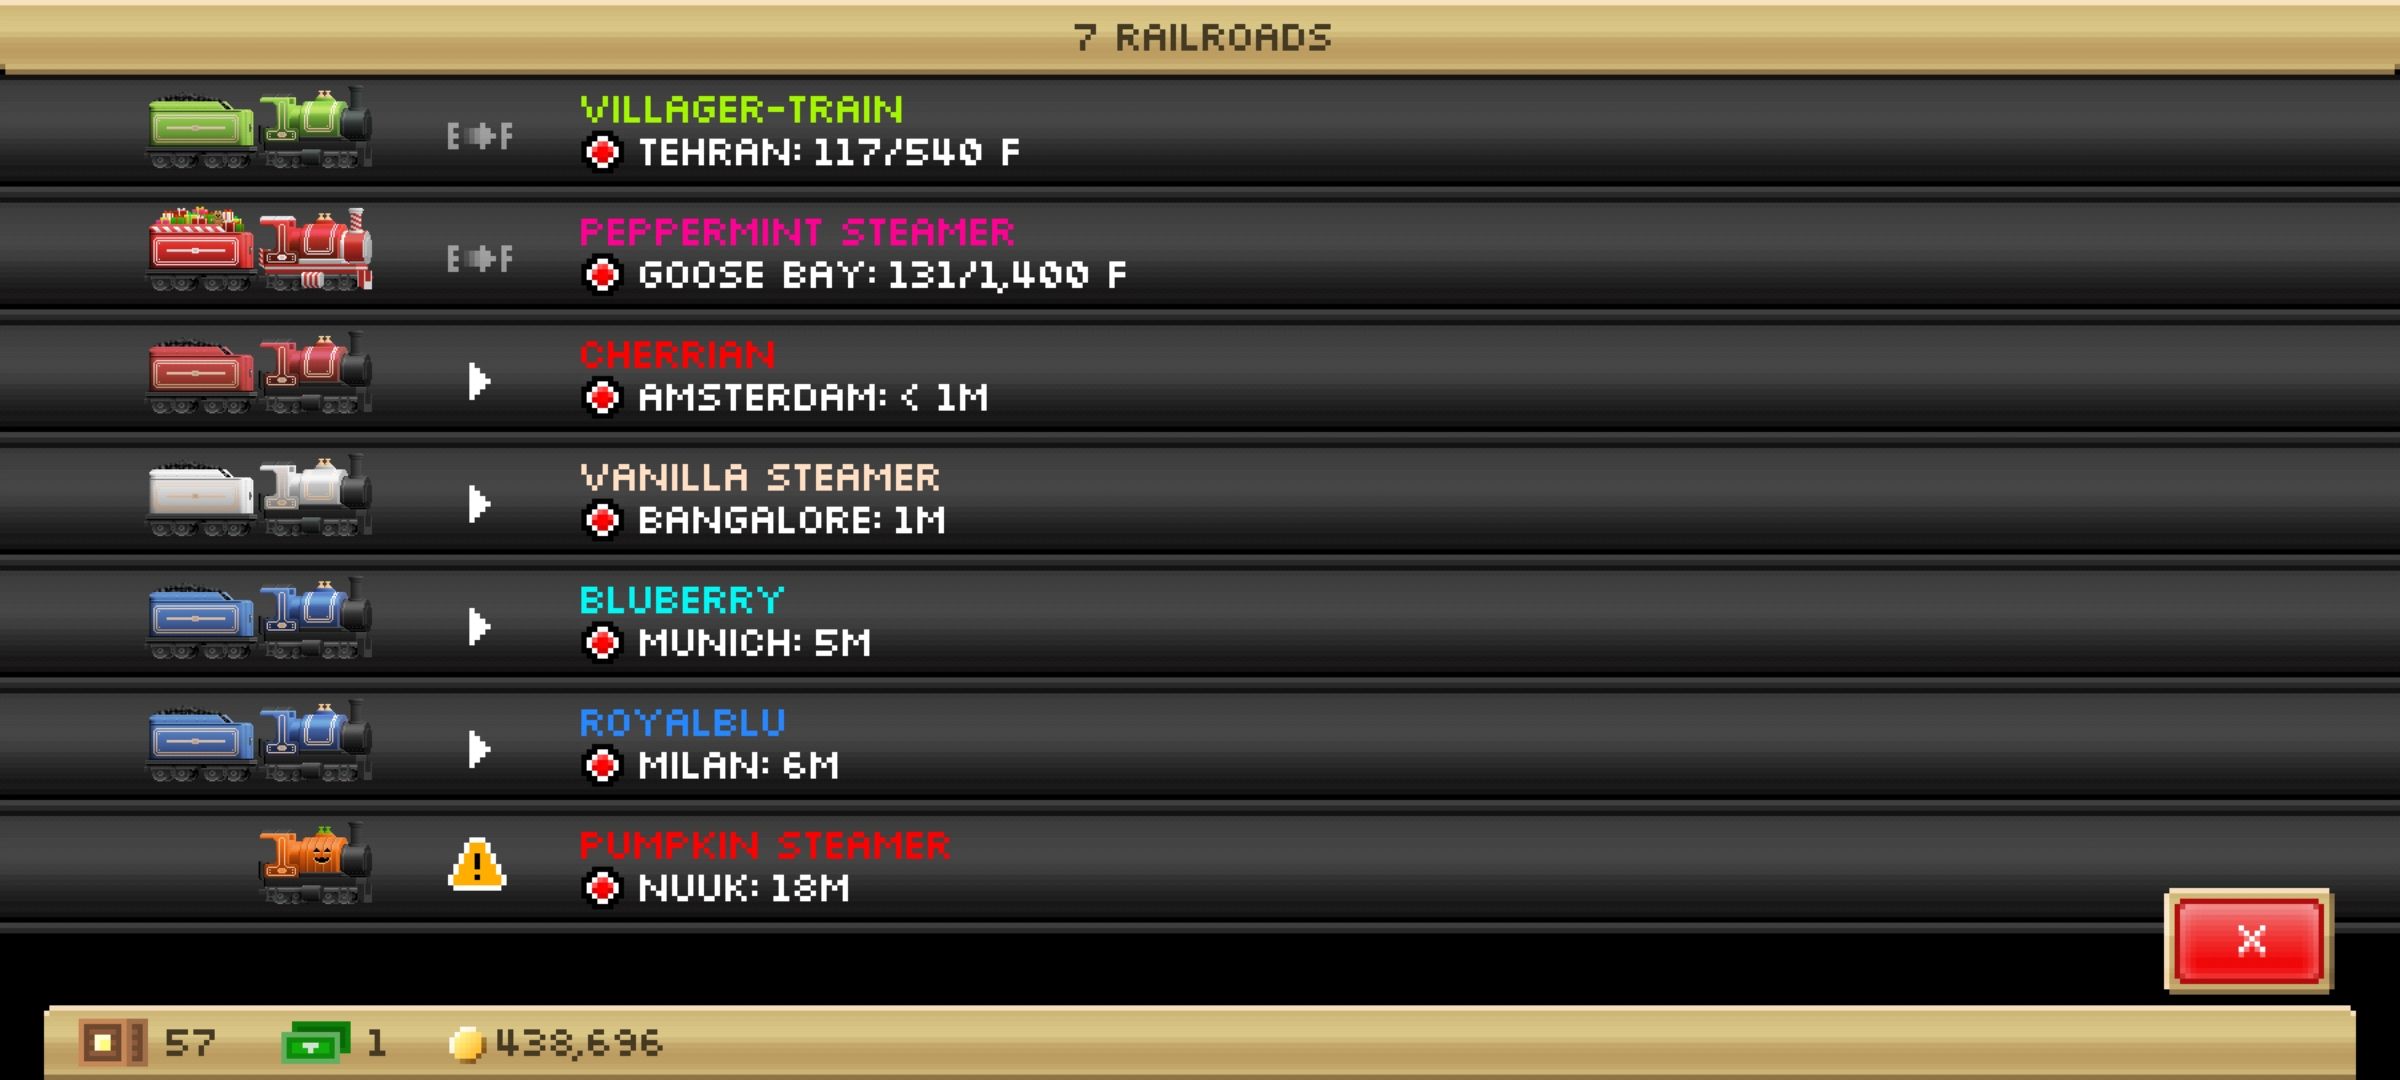 7 RAILROADS
VILLAGER-TRAIN
E F
TEHRAN: 117/540 F
PEPPERMINT STEAMER
E F
GOOSE BAY: 131/1,400 F
CHERRIAN
AMSTERDAM: < 1M
VANILLA STEAMER
BANGALORE: 1M
BLUBERRY
MUNICH: 5M
ROYALBLU
MILAN: 6M
PUMPKIN STEAMER
!
NUUK: 18M
X
57 1 438,696